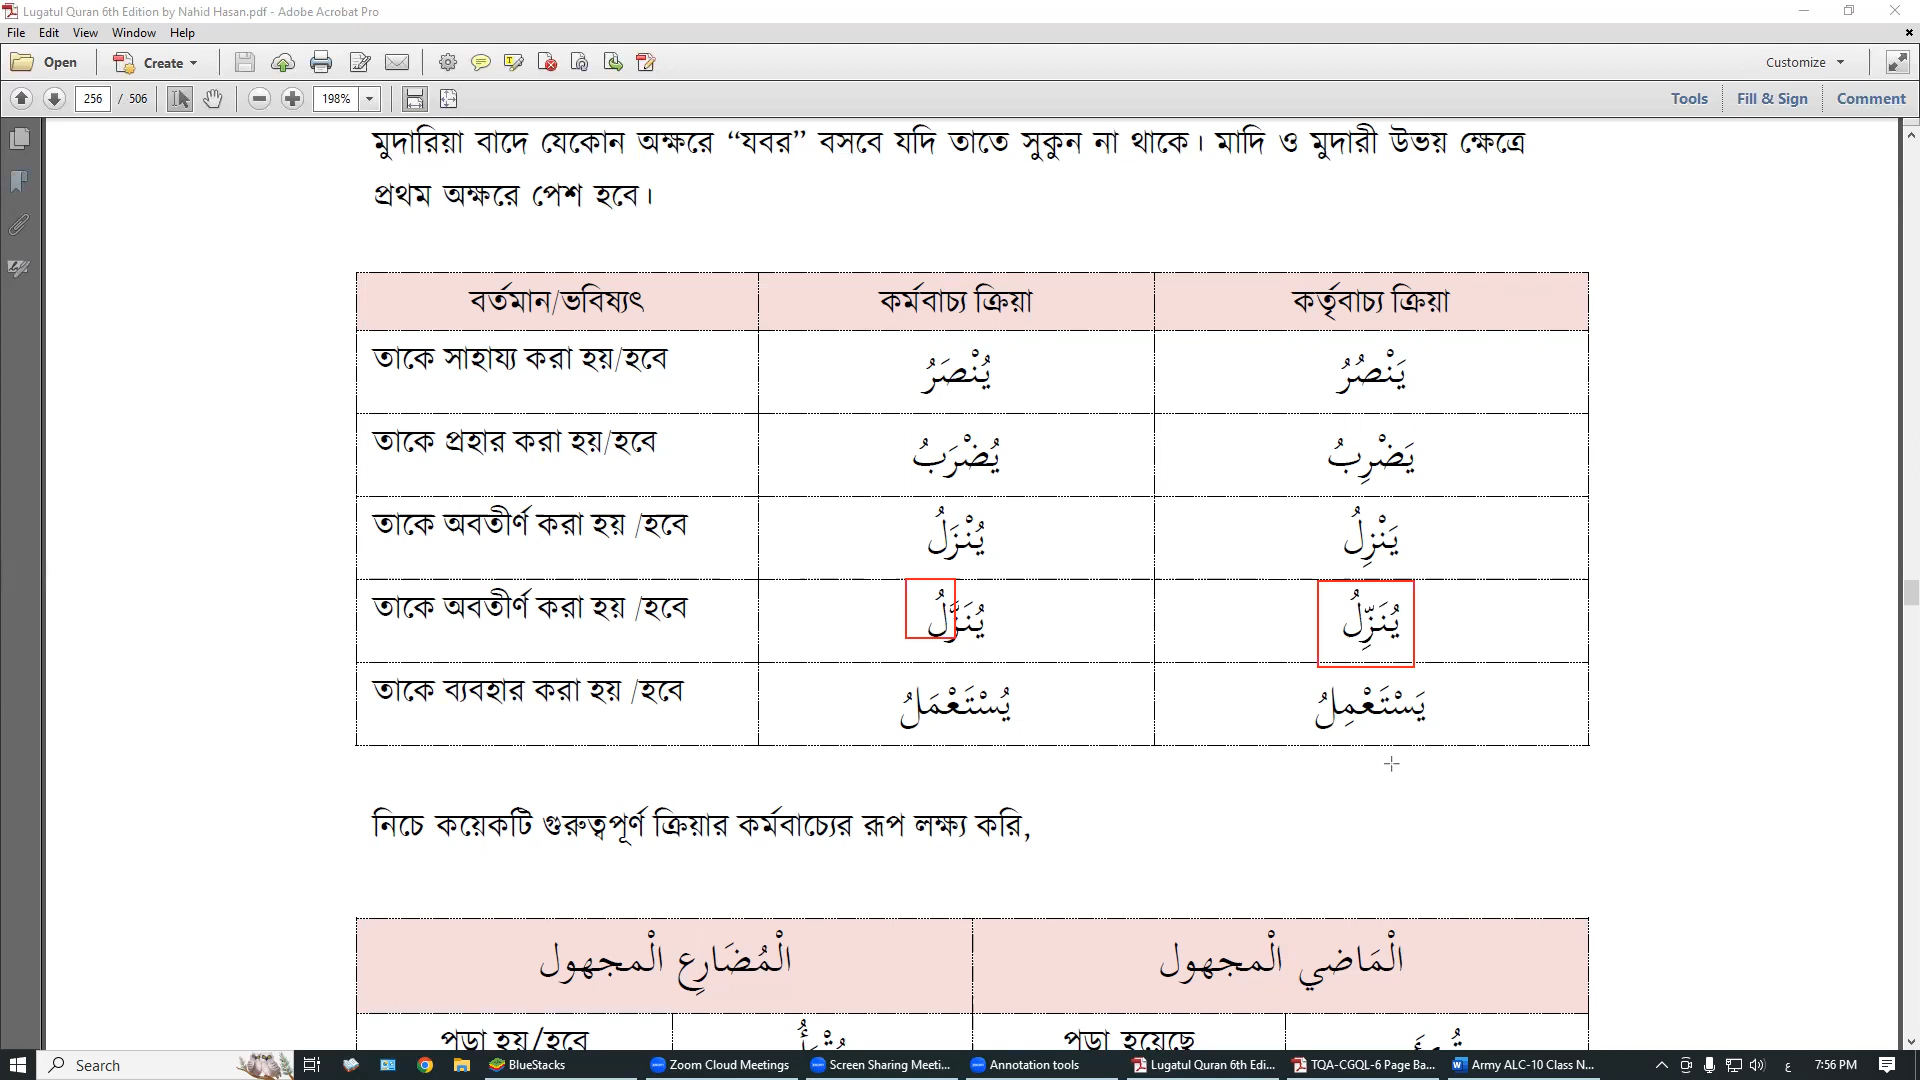 Lugatul Quran 6th Edition by Nahid Hasan.pdf - Adobe Acrobat Pro
File Edit View Window Help
Open Create Customize
256 / 506 198% Tools Fill & Sign Comment
মুদারিয়া বাদে যেকোন অক্ষরে “যবর” বসবে যদি তাতে সুকুন না থাকে। মাদি ও মুদারী উভয় ক্ষেত্রে
প্রথম অক্ষরে পেশ হবে।
বর্তমান/ভবিষ্যৎ কর্মবাচ্য ক্রিয়া কর্তৃবাচ্য ক্রিয়া
তাকে সাহায্য করা হয়/হবে يُنْصَرُ يَنْصُرُ
তাকে প্রহার করা হয়/হবে يُضْرَبُ يَضْرِبُ
তাকে অবতীর্ণ করা হয় /হবে يُنْزَلُ يَنْزِلُ
তাকে অবতীর্ণ করা হয় /হবে يُنَزَّلُ يُنَزِّلُ
তাকে ব্যবহার করা হয় /হবে يُسْتَعْمَلُ يَسْتَعْمِلُ
নিচে কয়েকটি গুরুত্বপূর্ণ ক্রিয়ার কর্মবাচ্যের রূপ লক্ষ্য করি,
الْمُضَارِع الْمجهول الْمَاضي الْمجهول
পড়া হয়/হবে পড়া হয়েছে
Search BlueStacks Zoom Cloud Meetings Screen Sharing Meeti... Annotation tools Lugatul Quran 6th Edi... TQA-CGQL-6 Page Ba... Army ALC-10 Class N... ع 7:56 PM